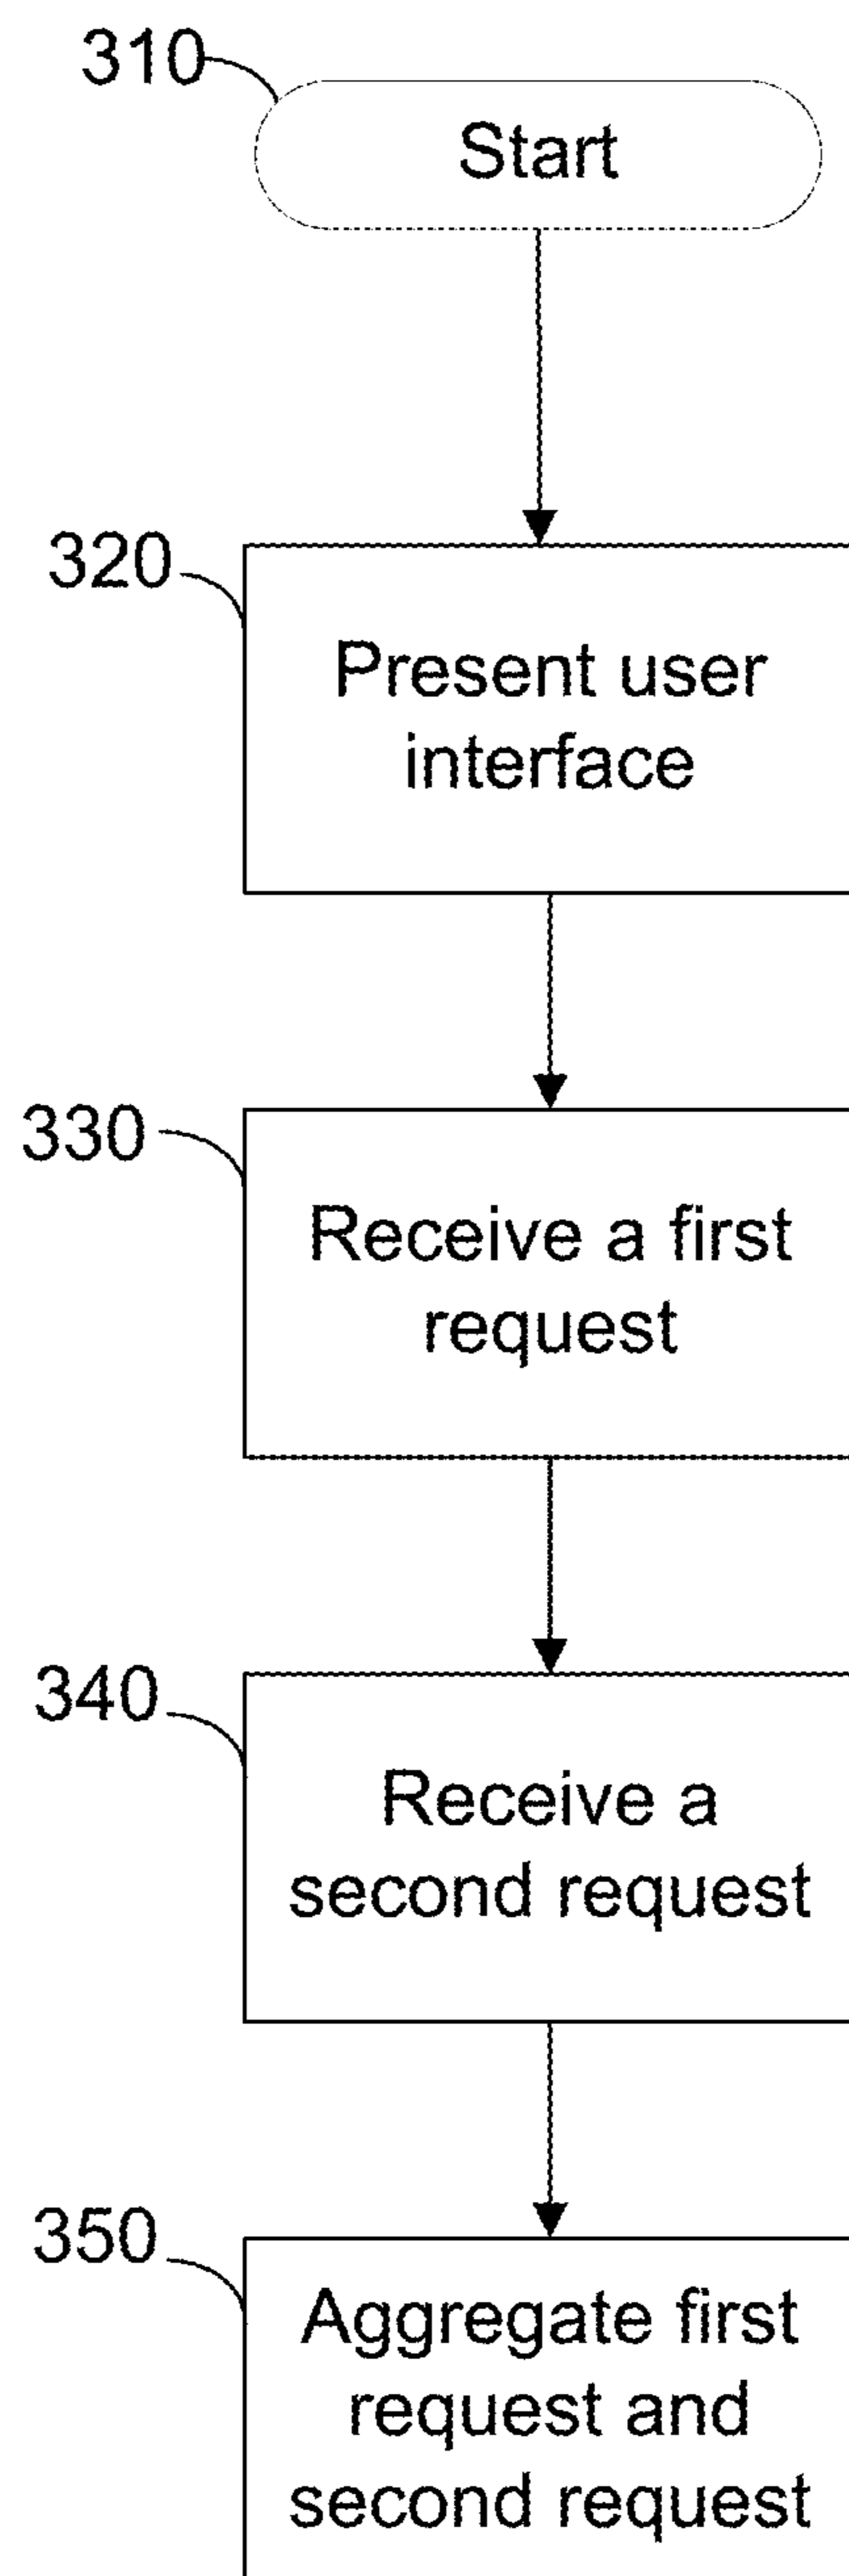 310
Start
320
Present user
interface
330
Receive a first
request
340
Receive a
second request
350
Aggregate first
request and
second request